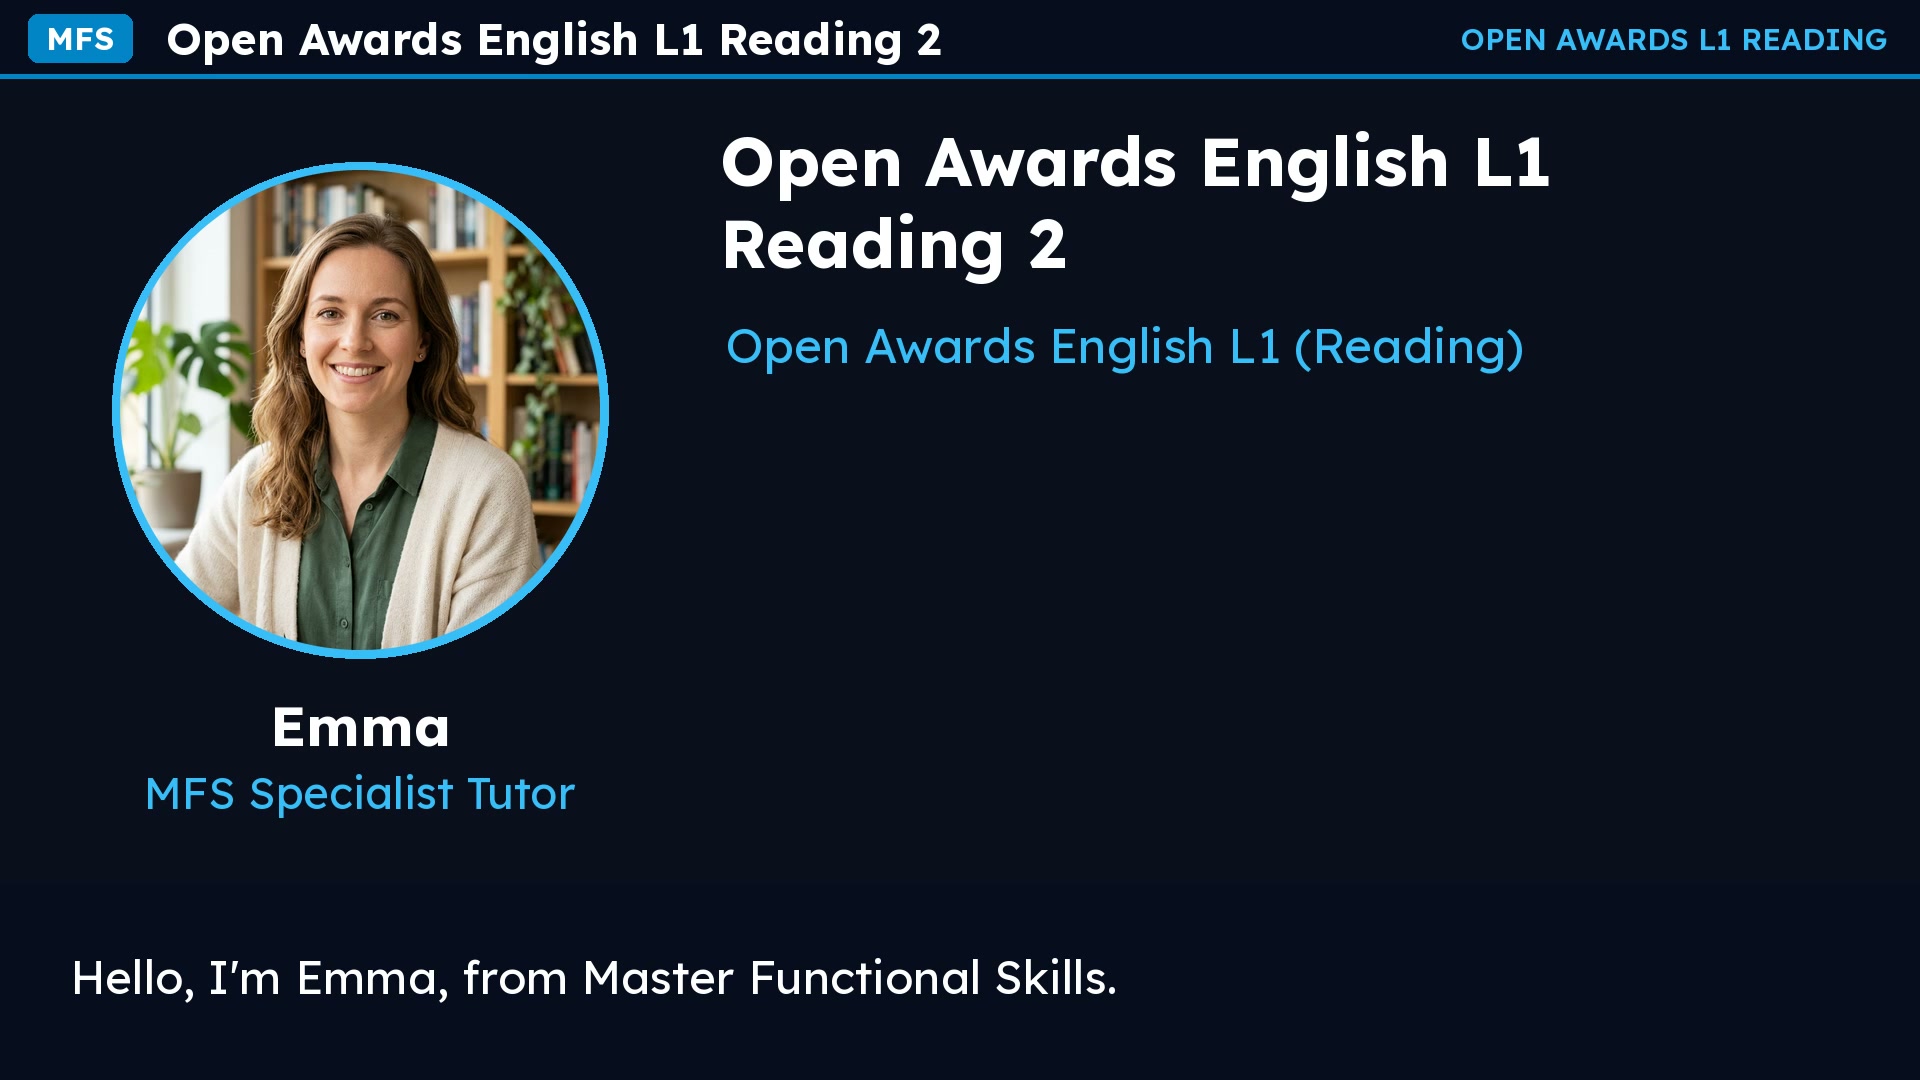 MFS
Open Awards English L1 Reading 2
OPEN AWARDS L1 READING
Open Awards English L1
Reading 2
Open Awards English L1 (Reading)
Emma
MFS Specialist Tutor
Hello, I'm Emma, from Master Functional Skills.